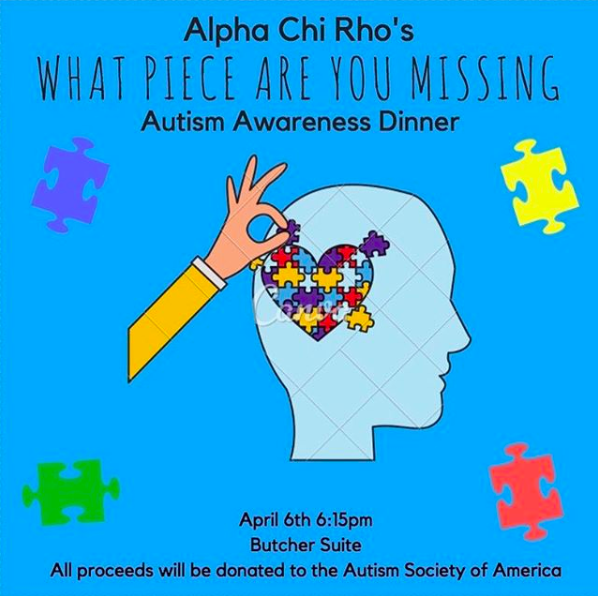 Alpha Chi Rho's
WHAT PIECE ARE YOU MISSING
Autism Awareness Dinner
Canva
April 6th 6:15pm
Butcher Suite
All proceeds will be donated to the Autism Society of America